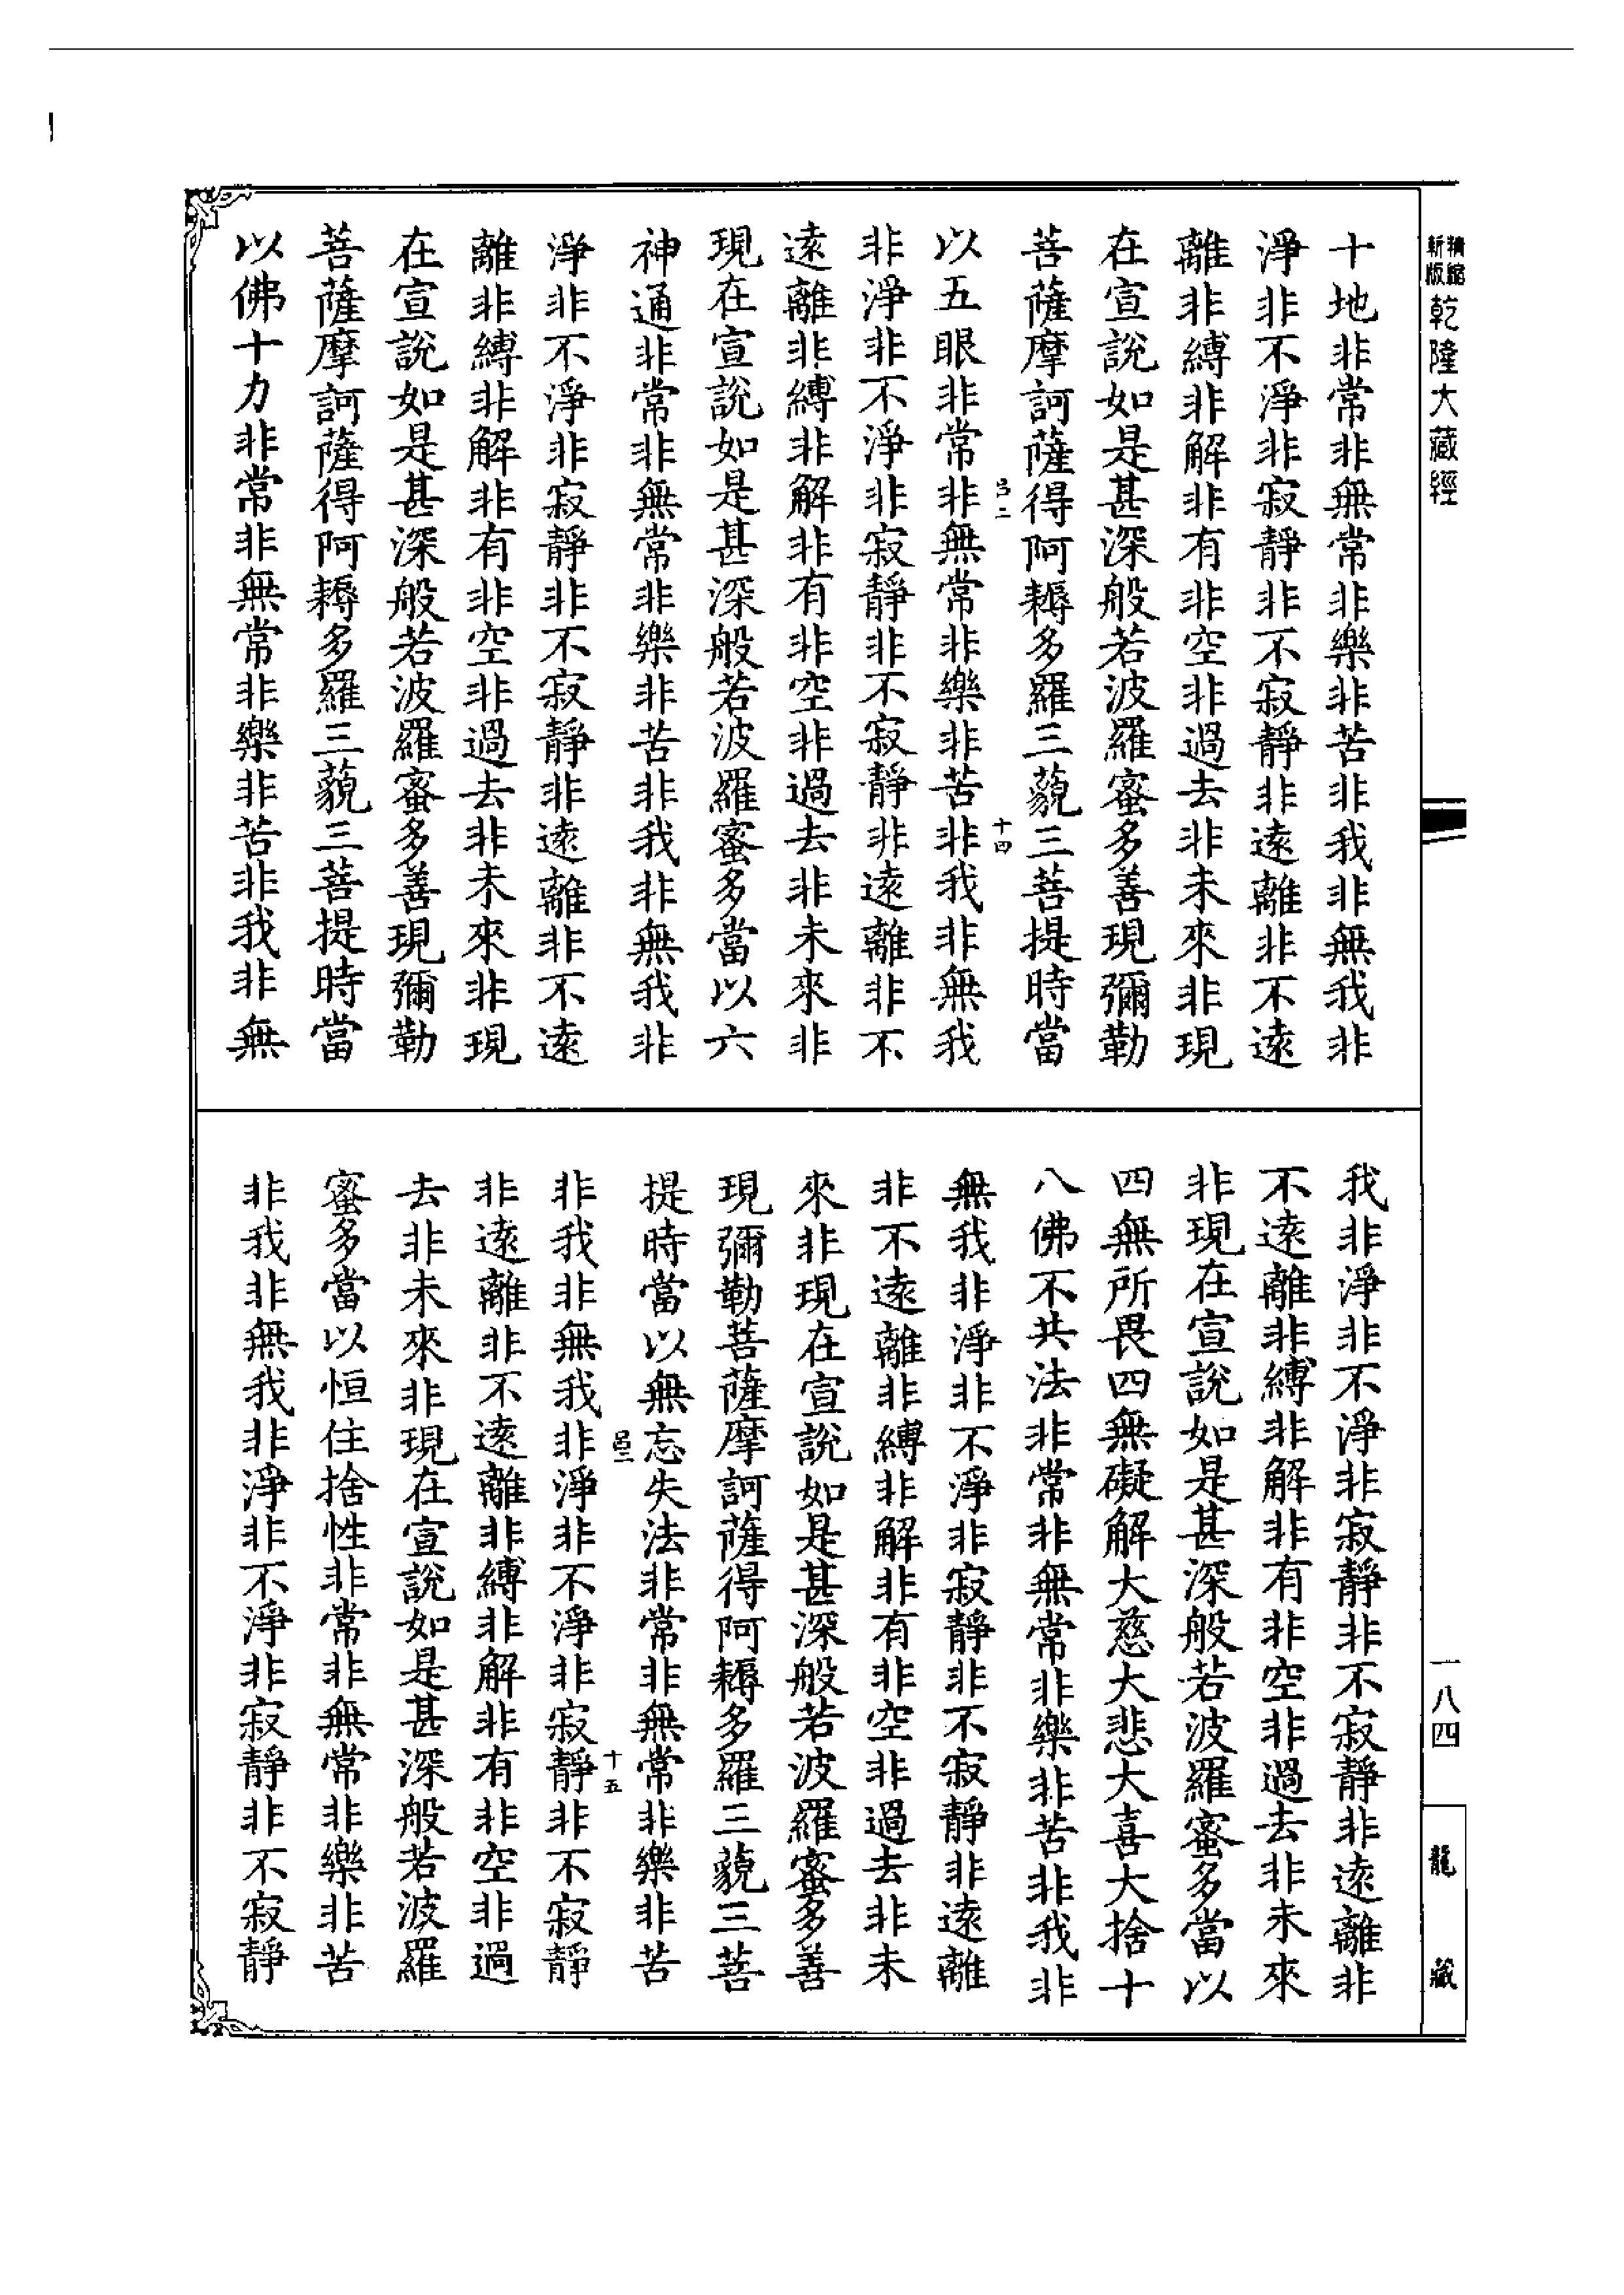 精縮
新版
乾隆大藏經
一八四
龍藏
十地非常非無常非樂非苦非我非無我非
淨非不淨非寂靜非不寂靜非遠離非不遠
離非縛非解非有非空非過去非未來非現
在宣說如是甚深般若波羅蜜多善現彌勒
菩薩摩訶薩得阿耨多羅三藐三菩提時當
十四
以五眼非常非無常非樂非苦非我非無我
非淨非不淨非寂靜非不寂靜非遠離非不
遠離非縛非解非有非空非過去非未來非
現在宣說如是甚深般若波羅蜜多當以六
神通非常非無常非樂非苦非我非無我非
淨非不淨非寂靜非不寂靜非遠離非不遠
離非縛非解非有非空非過去非未來非現
在宣說如是甚深般若波羅蜜多善現彌勒
菩薩摩訶薩得阿耨多羅三藐三菩提時當
以佛十力非常非無常非樂非苦非我非無
我非淨非不淨非寂靜非不寂靜非遠離非
不遠離非縛非解非有非空非過去非未來
非現在宣說如是甚深般若波羅蜜多當以
四無所畏四無礙解大慈大悲大喜大捨十
八佛不共法非常非無常非樂非苦非我非
無我非淨非不淨非寂靜非不寂靜非遠離
非不遠離非縛非解非有非空非過去非未
來非現在宣說如是甚深般若波羅蜜多善
現彌勒菩薩摩訶薩得阿耨多羅三藐三菩
提時當以無忘失法非常非無常非樂非苦
十五
非我非無我非淨非不淨非寂靜非不寂靜
非遠離非不遠離非縛非解非有非空非過
去非未來非現在宣說如是甚深般若波羅
蜜多當以恒住捨性非常非無常非樂非苦
非我非無我非淨非不淨非寂靜非不寂靜